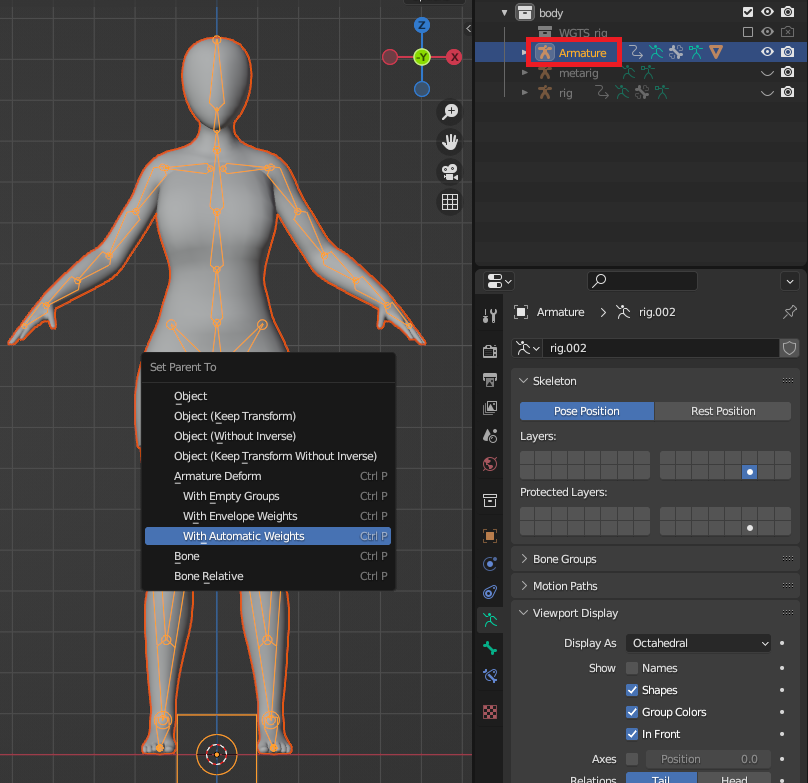 Z
X
-Y
body
WGTS_rig
Armature
metarig
rig
Set Parent To
Object
Object (Keep Transform)
Object (Without Inverse)
Object (Keep Transform Without Inverse)
Armature Deform Ctrl P
With Empty Groups Ctrl P
With Envelope Weights Ctrl P
With Automatic Weights Ctrl P
Bone Ctrl P
Bone Relative Ctrl P
Armature > rig.002
rig.002
Skeleton
Pose Position Rest Position
Layers:
Protected Layers:
Bone Groups
Motion Paths
Viewport Display
Display As Octahedral
Show Names
Shapes
Group Colors
In Front
Axes Position 0.0
Relations Tail Head